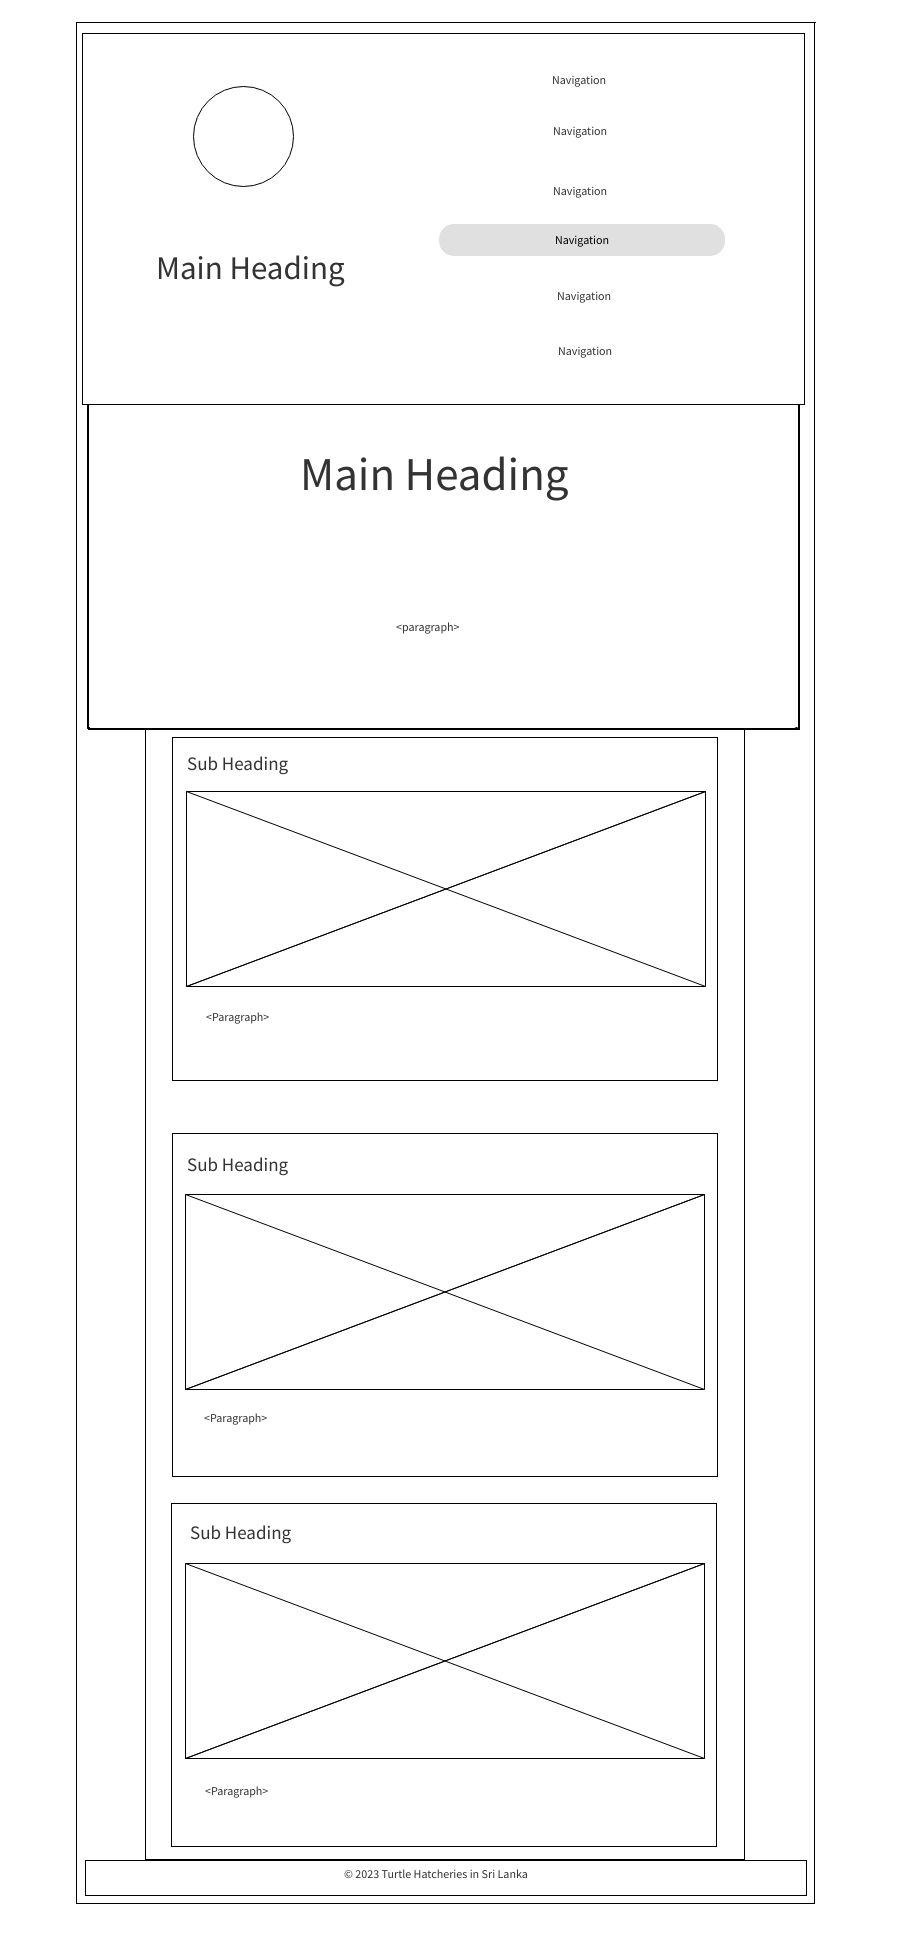 Main Heading
Navigation
Navigation
Navigation
Navigation
Navigation
Navigation
Main Heading
<paragraph>
Sub Heading
<Paragraph>
Sub Heading
<Paragraph>
Sub Heading
<Paragraph>
© 2023 Turtle Hatcheries in Sri Lanka